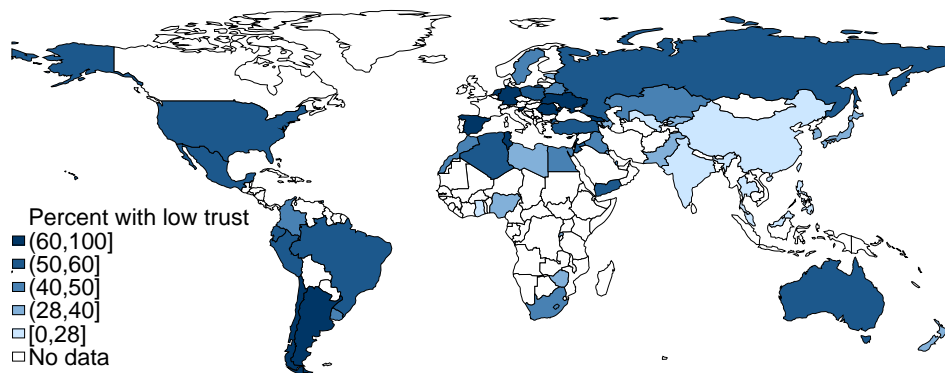 Percent with low trust
(60,100]
(50,60]
(40,50]
(28,40]
[0,28]
No data